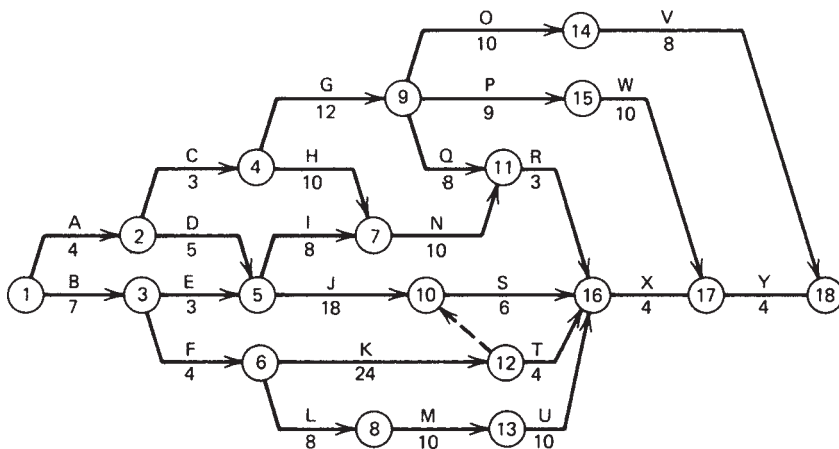 O V
10 14 8
G P W
12 9 9 15 10
C H Q R
3 4 10 8 11 3
A D I N
4 2 5 8 7 10
B E J S X Y
1 7 3 3 5 18 10 6 16 4 17 4 18
F K T
4 6 24 12 4
L M U
8 8 10 13 10